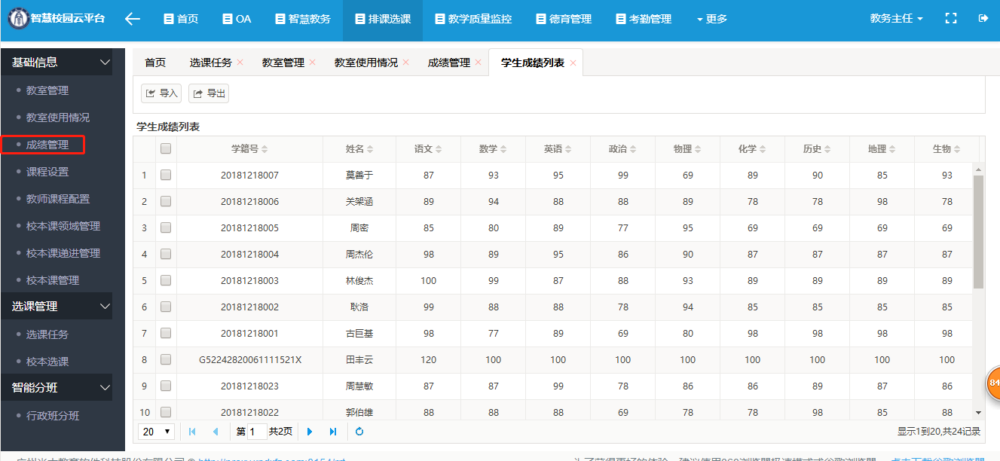 智慧校园云平台 首页 OA 智慧教务 排课选课 教学质量监控 德育管理 考勤管理 更多 教务主任
基础信息
教室管理
教室使用情况
成绩管理
课程设置
教师课程配置
校本课领域管理
校本课递进管理
校本课管理
选课管理
选课任务
校本选课
智能分班
行政班分班
首页 选课任务 教室管理 教室使用情况 成绩管理 学生成绩列表
导入 导出
学生成绩列表
学籍号 姓名 语文 数学 英语 政治 物理 化学 历史 地理 生物
1 20181218007 莫善于 87 93 95 99 69 89 90 85 93
2 20181218006 关架涵 89 94 88 88 89 78 78 98 78
3 20181218005 周密 85 80 89 77 95 69 69 69 69
4 20181218004 周杰伦 98 89 95 86 90 87 87 87 87
5 20181218003 林俊杰 100 99 87 88 93 89 89 89 89
6 20181218002 耿洛 99 88 88 78 94 85 85 85 85
7 20181218001 古巨基 98 77 89 69 80 98 98 98 98
8 G52242820061111521X 田丰云 120 100 100 100 100 100 100 100 100
9 20181218023 周慧敏 87 87 99 78 86 86 89 87 86
10 20181218022 郭伯雄 88 88 88 69 78 78 98 85 88
20 第 1 共2页 显示1到20,共24记录
84